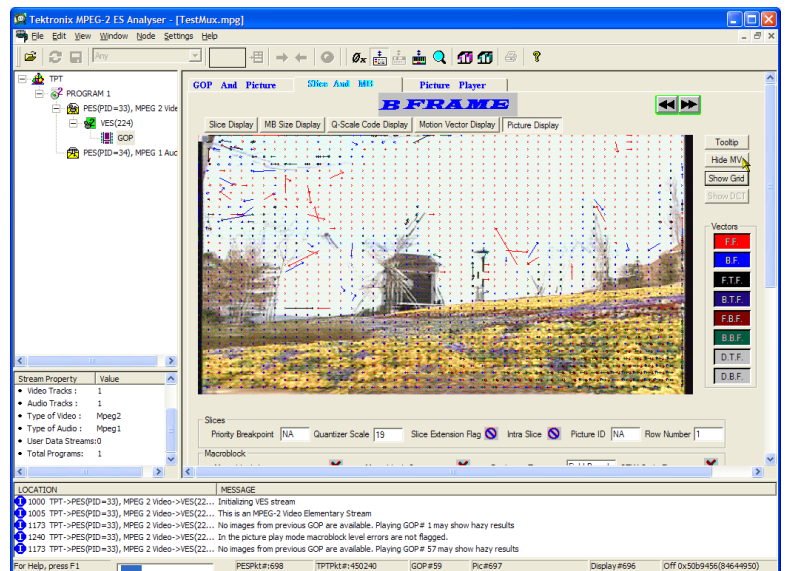 Tektronix MPEG-2 ES Analyser - [TestMux.mpg]
File Edit View Window Node Settings Help
Any
TPT
PROGRAM 1
PES(PID=33), MPEG 2 Vide
VES(224)
GOP
PES(PID=34), MPEG 1 Auc
GOP And Picture Slice And MB Picture Player
B FRAME
Slice Display MB Size Display Q-Scale Code Display Motion Vector Display Picture Display
Tooltip
Hide MV
Show Grid
Show DCT
Vectors
F.F.
B.F.
F.T.F.
B.T.F.
F.B.F.
B.B.F.
D.T.F.
D.B.F.
Stream Property Value
Video Tracks : 1
Audio Tracks : 1
Type of Video : Mpeg2
Type of Audio : Mpeg1
User Data Streams:0
Total Programs: 1
Slices
Priority Breakpoint NA Quantizer Scale 19 Slice Extension Flag Intra Slice Picture ID NA Row Number 1
Macroblock
LOCATION MESSAGE
1000 TPT->PES(PID=33), MPEG 2 Video->VES(22... Initializing VES stream
1005 TPT->PES(PID=33), MPEG 2 Video->VES(22... This is an MPEG-2 Video Elementary Stream
1173 TPT->PES(PID=33), MPEG 2 Video->VES(22... No images from previous GOP are available. Playing GOP# 1 may show hazy results
1240 TPT->PES(PID=33), MPEG 2 Video->VES(22... In the picture play mode macroblock level errors are not flagged.
1173 TPT->PES(PID=33), MPEG 2 Video->VES(22... No images from previous GOP are available. Playing GOP# 57 may show hazy results
For Help, press F1 PESPkt#:698 TPTPkt#:450240 GOP#59 Pic#697 Display#696 Off 0x50b9456(84644950)